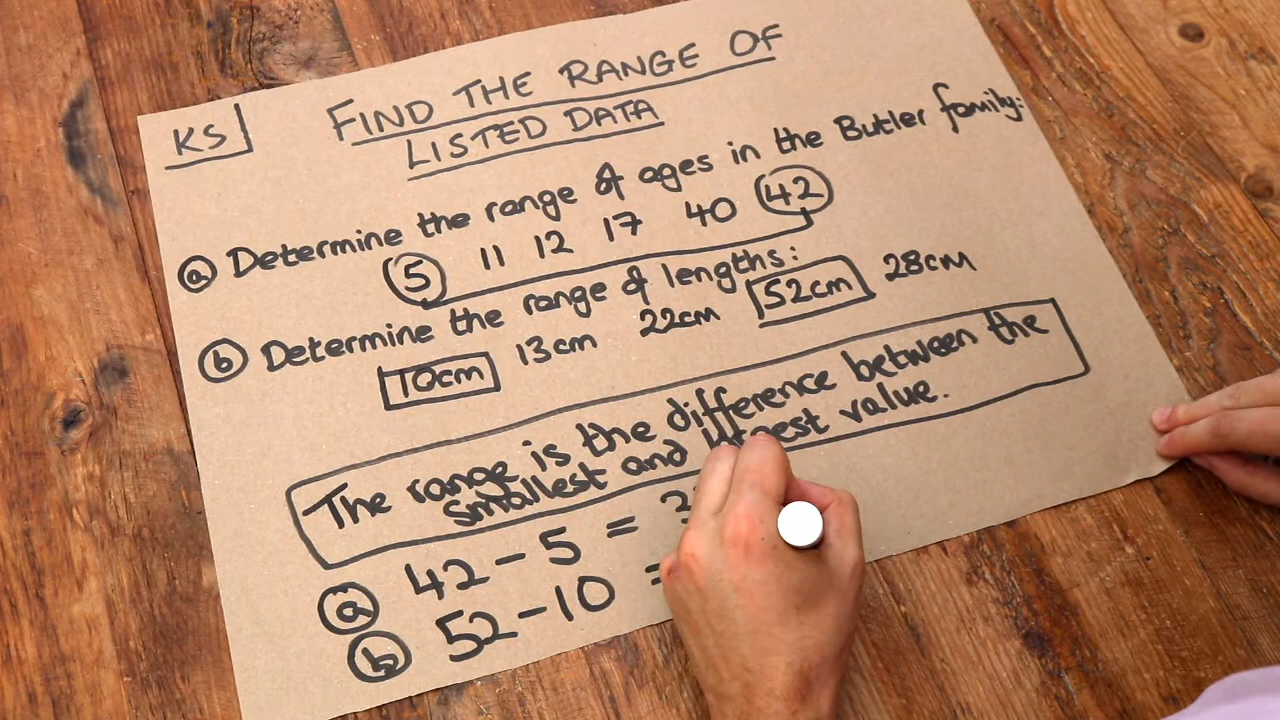 KS
FIND THE RANGE OF
LISTED DATA
a Determine the range of ages in the Butler family:
5 11 12 17 40 42
b Determine the range of lengths:
10cm 13cm 22cm 52cm 28cm
The range is the difference between the
smallest and largest value.
a 42 - 5 =
b 52 - 10 =